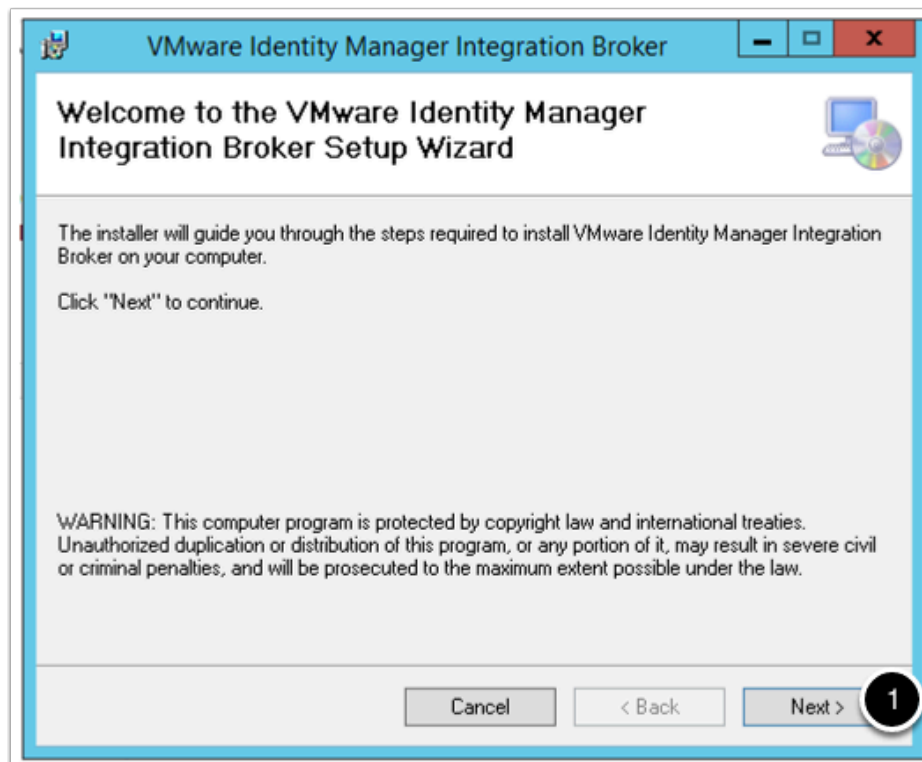 VMware Identity Manager Integration Broker
Welcome to the VMware Identity Manager
Integration Broker Setup Wizard
The installer will guide you through the steps required to install VMware Identity Manager Integration
Broker on your computer.
Click "Next" to continue.
WARNING: This computer program is protected by copyright law and international treaties.
Unauthorized duplication or distribution of this program, or any portion of it, may result in severe civil
or criminal penalties, and will be prosecuted to the maximum extent possible under the law.
Cancel < Back Next > 1